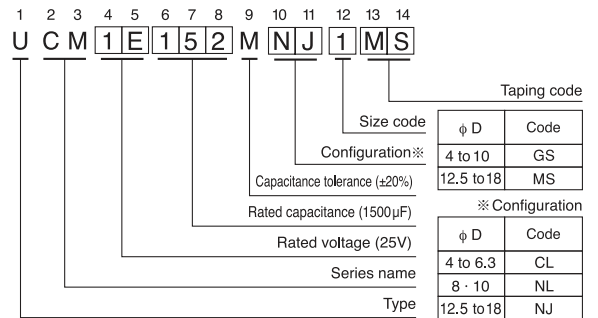 1 2 3 4 5 6 7 8 9 10 11 12 13 14
U C M 1 E 1 5 2 M N J 1 M S
Taping code
φ D Code
4 to 10 GS
12.5 to 18 MS
Size code
Configuration※
Capacitance tolerance (±20%)
Rated capacitance (1500μF)
Rated voltage (25V)
Series name
Type
※Configuration
φ D Code
4 to 6.3 CL
8 · 10 NL
12.5 to 18 NJ